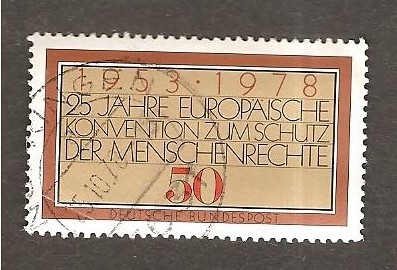 1953·1978
25 JAHRE EUROPÄISCHE
KONVENTION ZUM SCHUTZ
DER MENSCHENRECHTE
50
DEUTSCHE BUNDESPOST